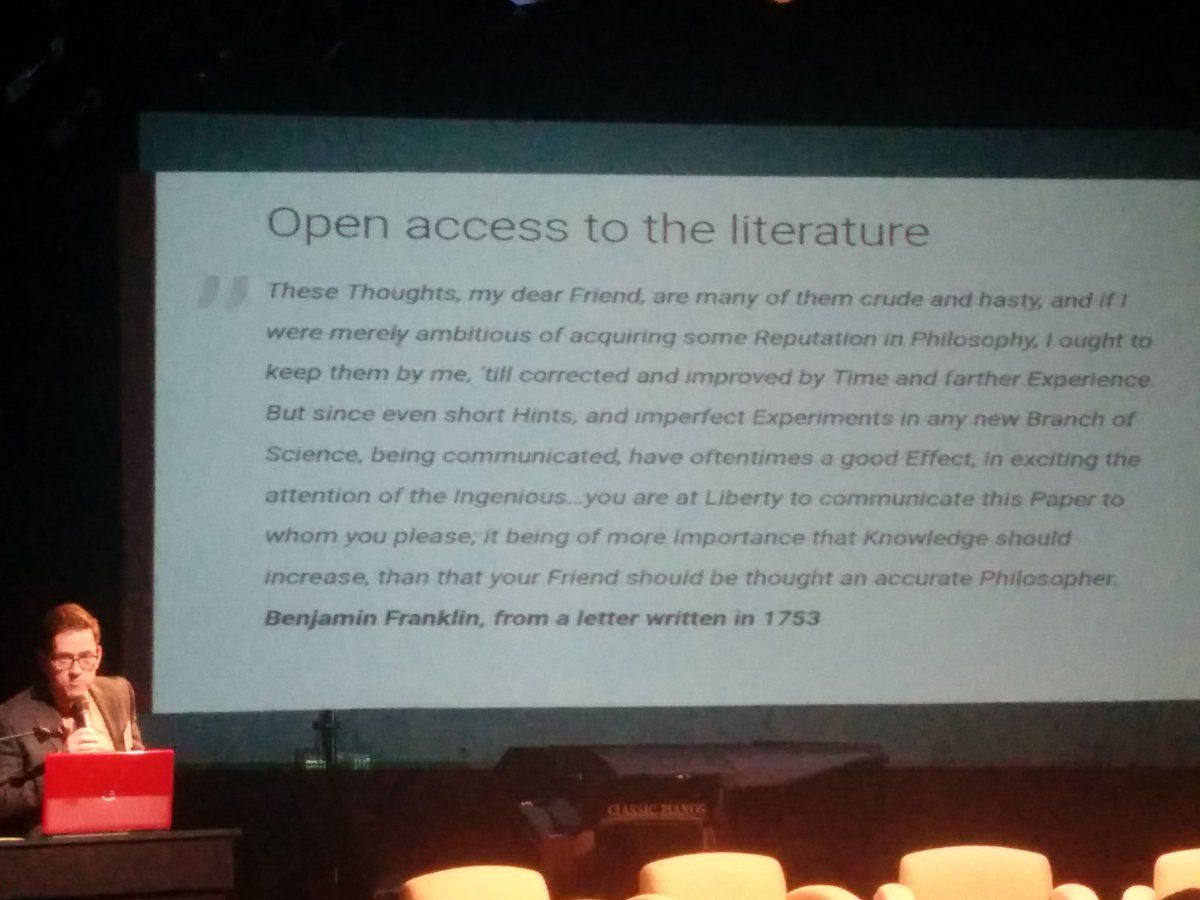 Open access to the literature
” These Thoughts, my dear Friend, are many of them crude and hasty, and if I
were merely ambitious of acquiring some Reputation in Philosophy, I ought to
keep them by me, 'till corrected and improved by Time and farther Experience.
But since even short Hints, and imperfect Experiments in any new Branch of
Science, being communicated, have oftentimes a good Effect, in exciting the
attention of the Ingenious...you are at Liberty to communicate this Paper to
whom you please; it being of more Importance that Knowledge should
increase, than that your Friend should be thought an accurate Philosopher.
Benjamin Franklin, from a letter written in 1753
CLASSIC PIANOS